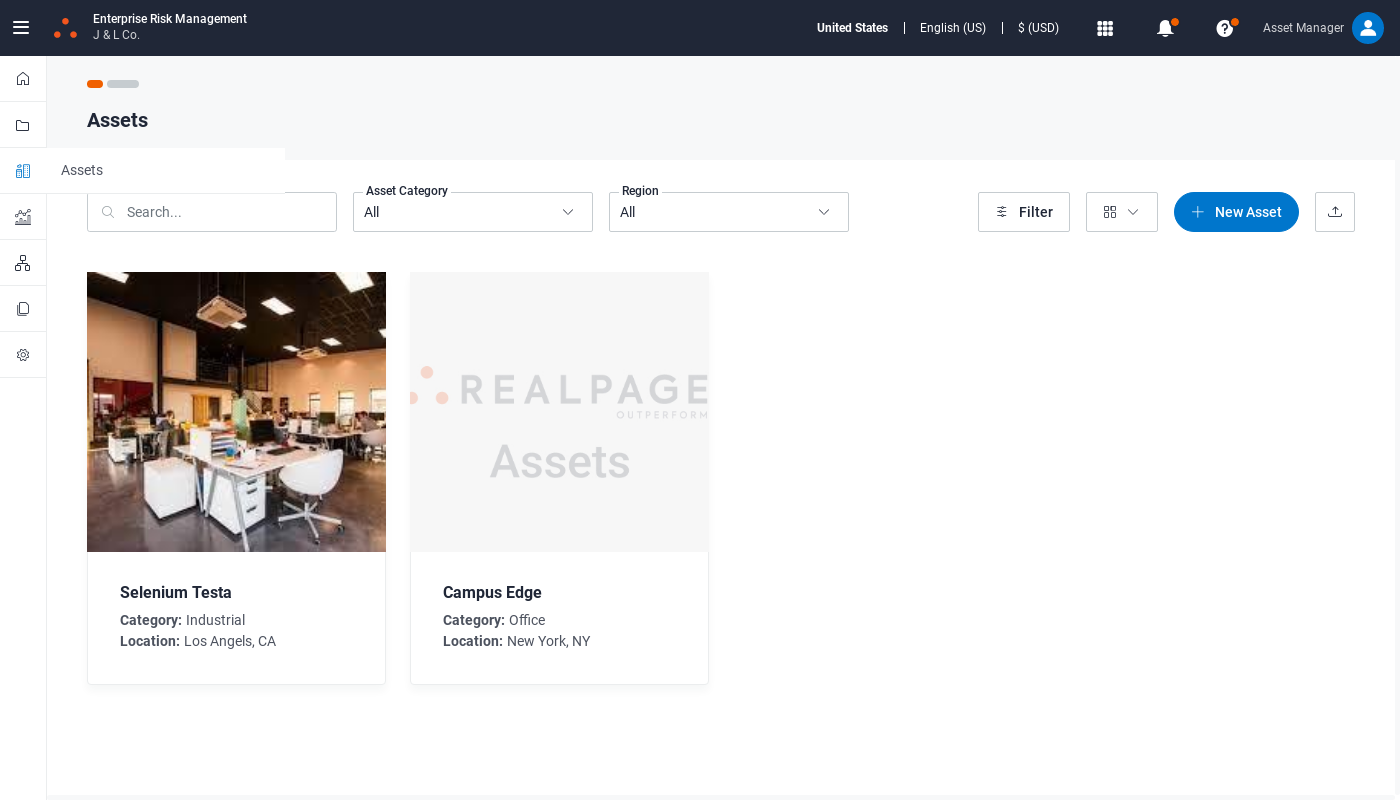 Enterprise Risk Management
J & L Co.
United States
English (US)
$ (USD)
Asset Manager
Assets
Assets
Search...
Asset Category
All
Region
All
Filter
New Asset
REALPAGE
OUTPERFORM
Assets
Selenium Testa
Category: Industrial
Location: Los Angels, CA
Campus Edge
Category: Office
Location: New York, NY